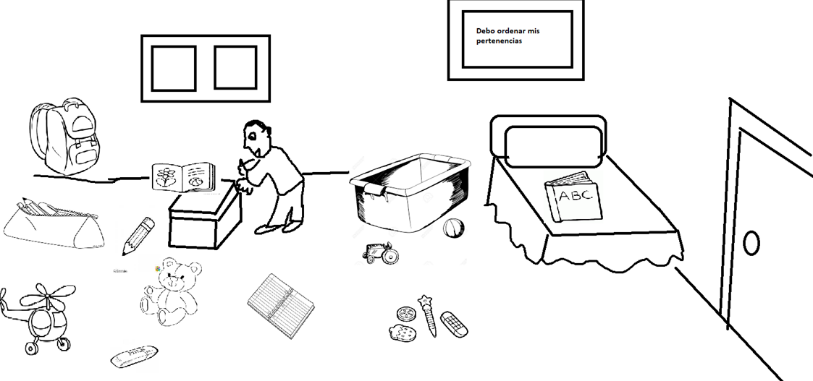 Debo ordenar mis
pertenencias
ABC